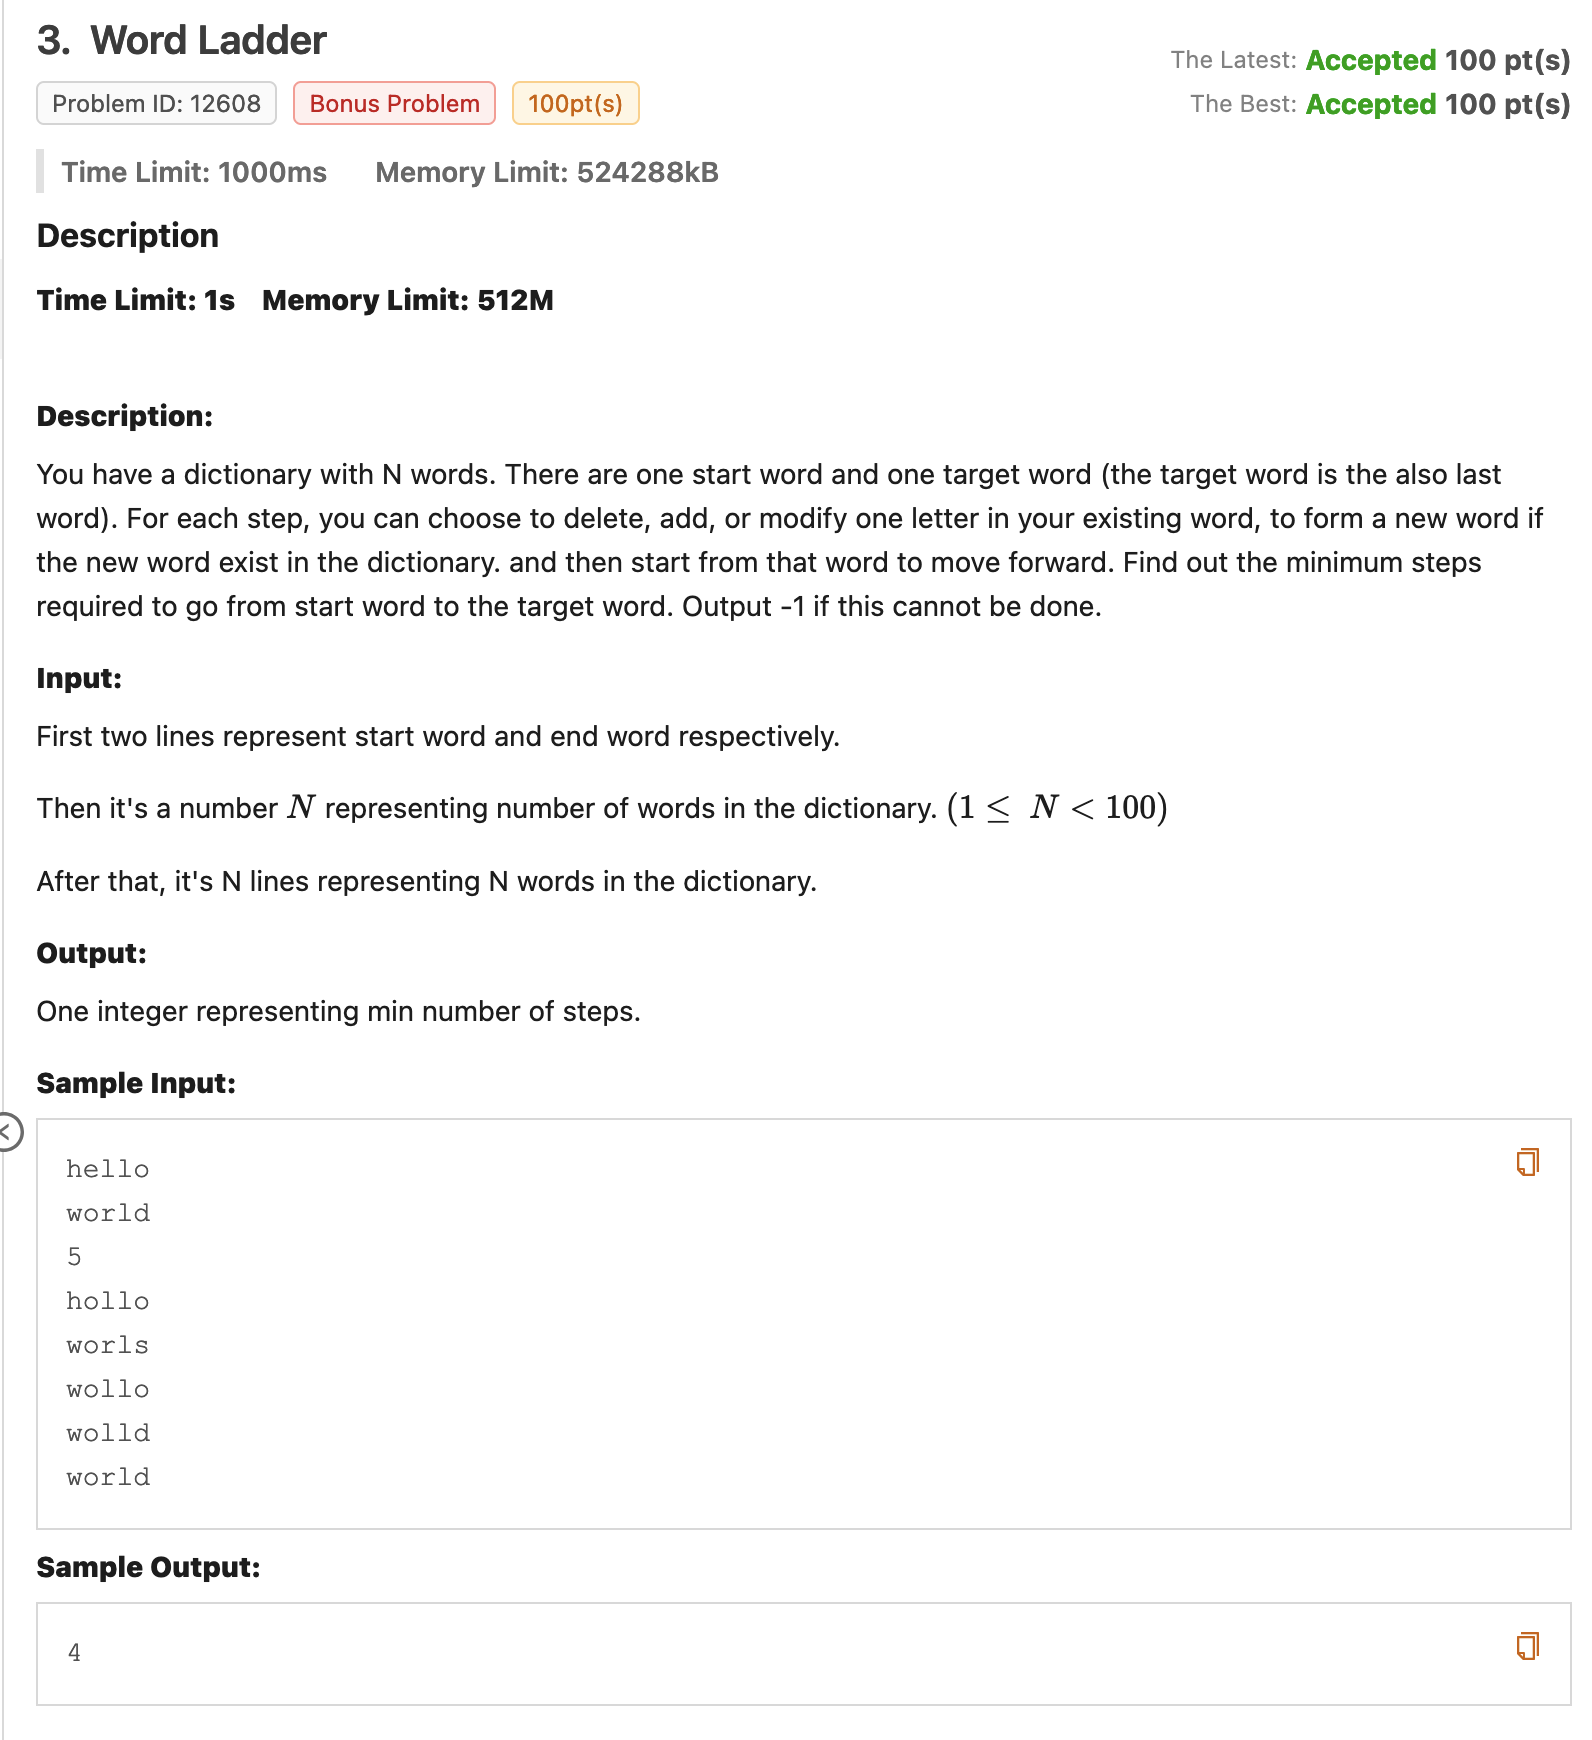 3. Word Ladder
The Latest: Accepted 100 pt(s)
Problem ID: 12608 Bonus Problem 100pt(s)
The Best: Accepted 100 pt(s)
Time Limit: 1000ms Memory Limit: 524288kB
Description
Time Limit: 1s Memory Limit: 512M
Description:
You have a dictionary with N words. There are one start word and one target word (the target word is the also last
word). For each step, you can choose to delete, add, or modify one letter in your existing word, to form a new word if
the new word exist in the dictionary. and then start from that word to move forward. Find out the minimum steps
required to go from start word to the target word. Output -1 if this cannot be done.
Input:
First two lines represent start word and end word respectively.
Then it's a number N representing number of words in the dictionary. (1 ≤ N < 100)
After that, it's N lines representing N words in the dictionary.
Output:
One integer representing min number of steps.
Sample Input:
hello
world
5
hollo
worls
wollo
wolld
world
Sample Output:
4